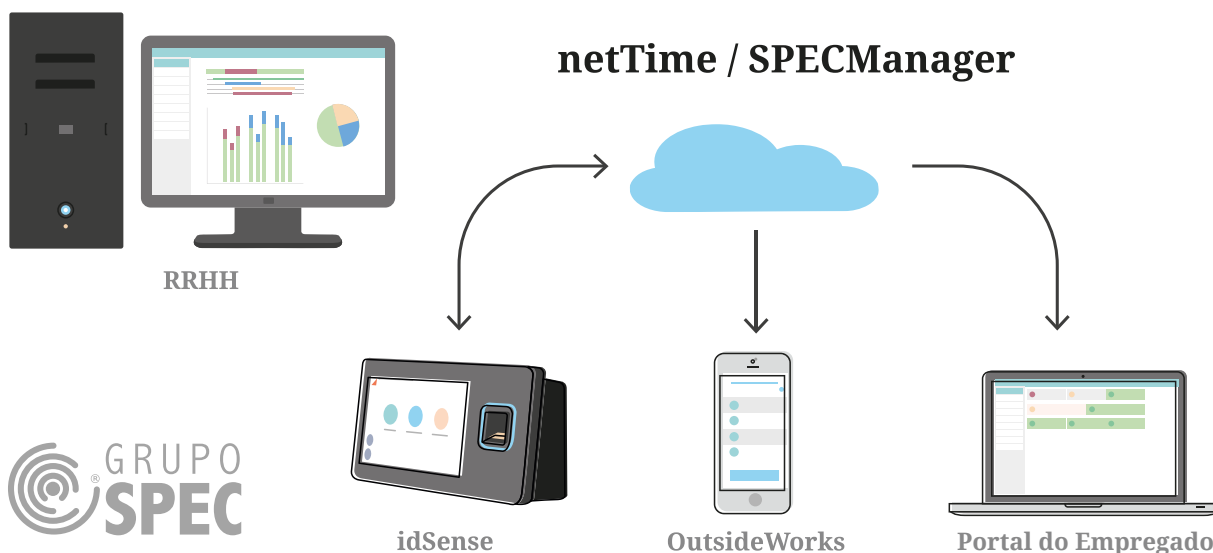 netTime / SPECManager
RRHH
GRUPO
SPEC
®
idSense
OutsideWorks
Portal do Empregado